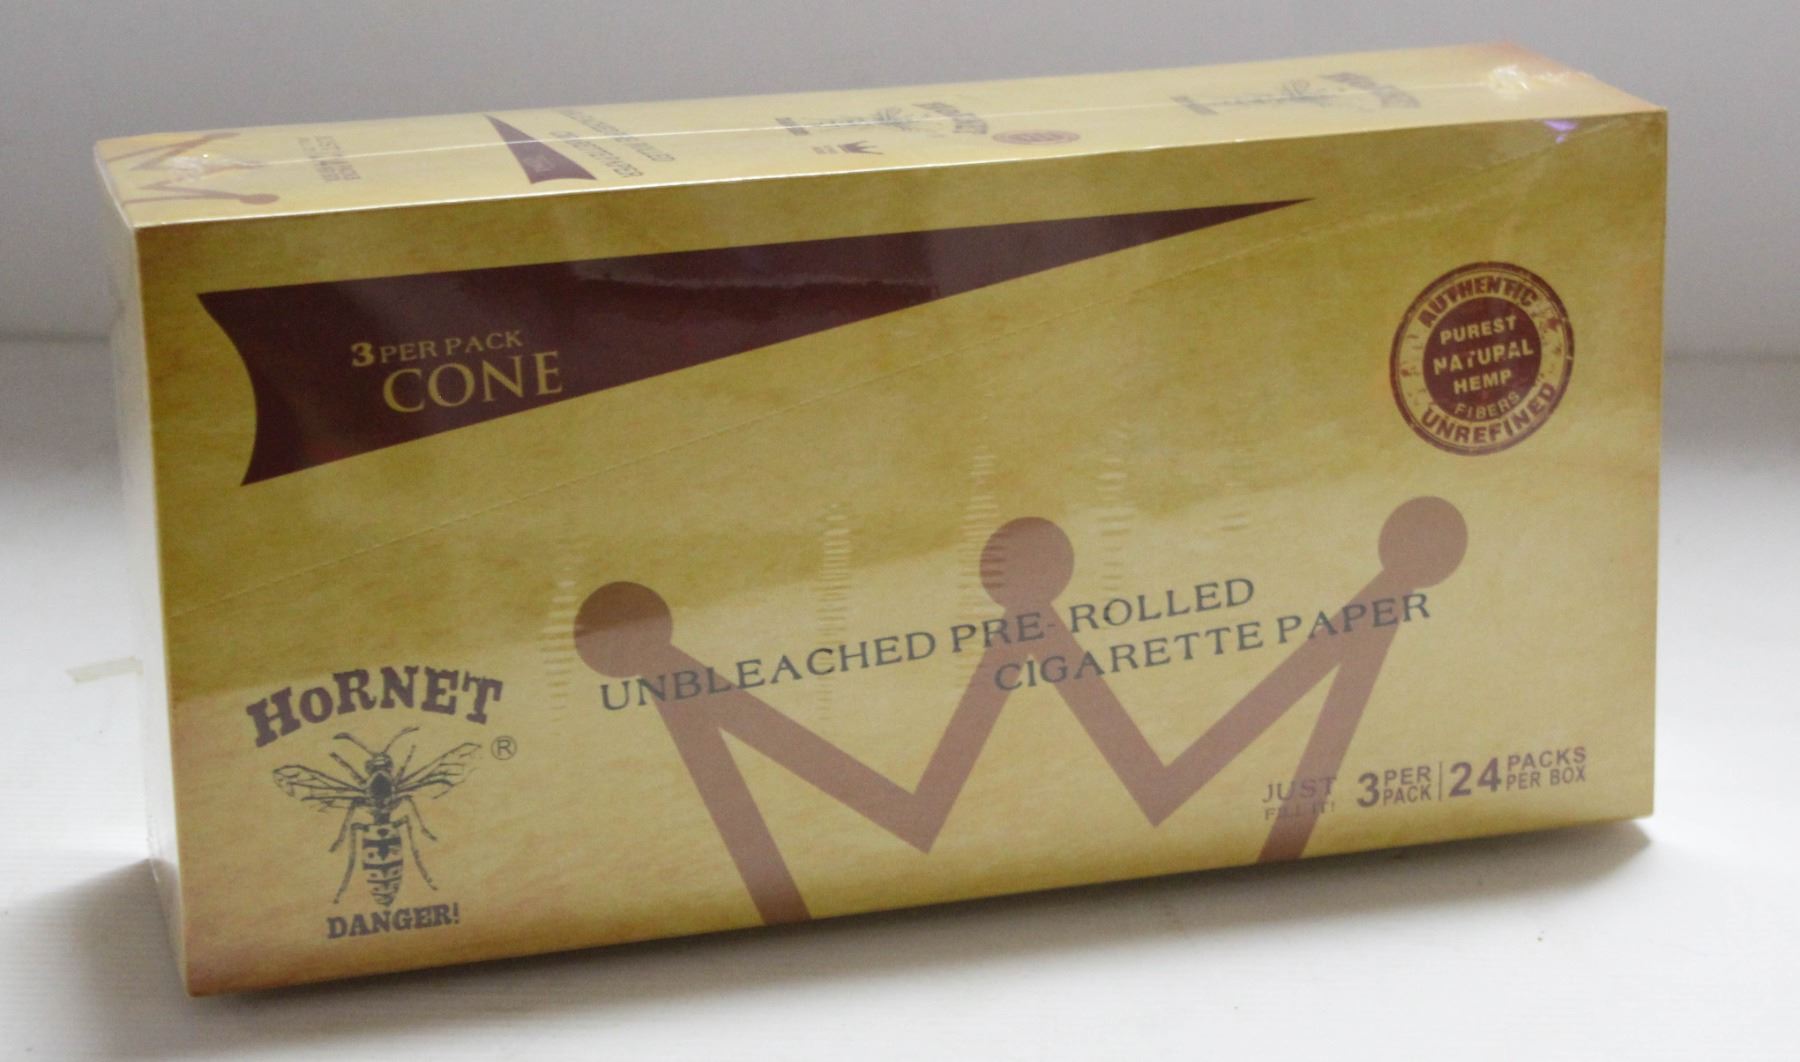 3 PER PACK
CONE
AUTHENTIC
PUREST
NATURAL
HEMP
FIBERS
UNREFINED
UNBLEACHED PRE-ROLLED
CIGARETTE PAPER
HORNET
®
DANGER!
JUST
FILL IT!
3 PER PACK | 24 PACKS PER BOX